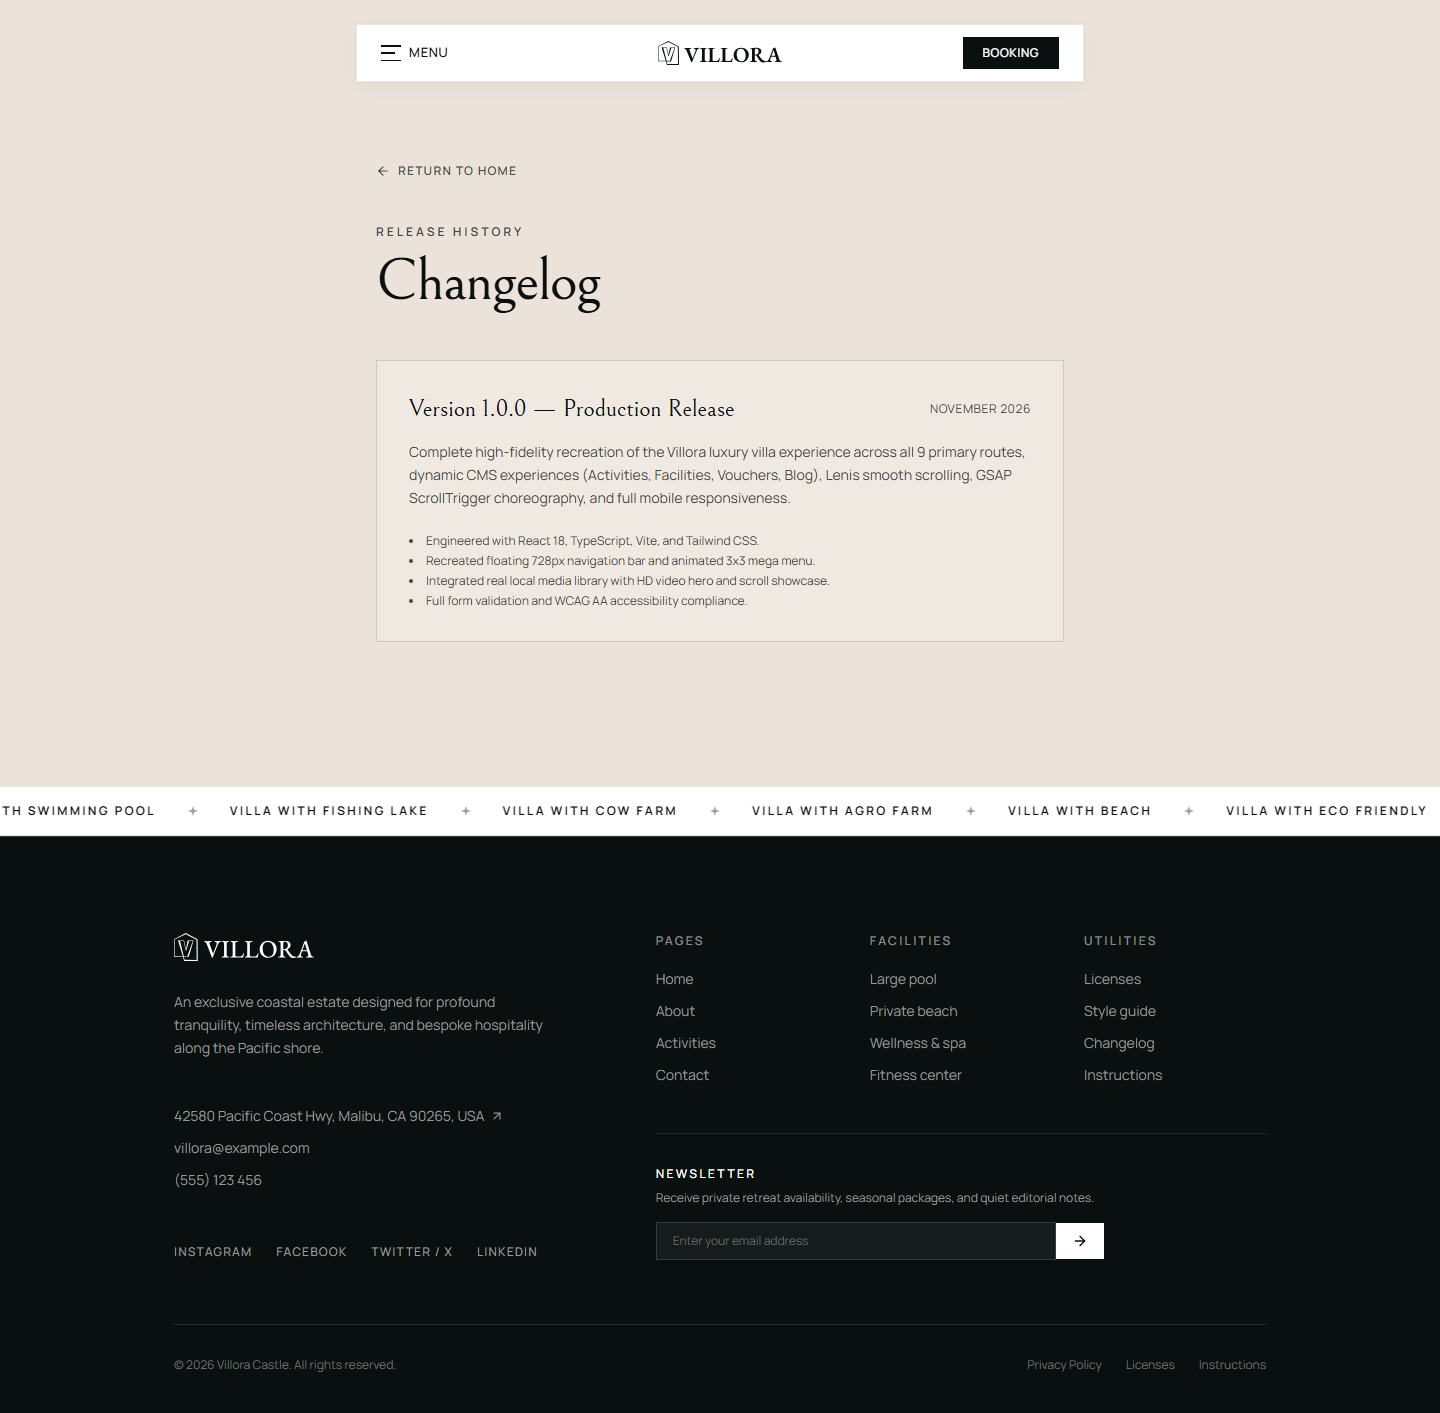 MENU
VILLORA
BOOKING
RETURN TO HOME
RELEASE HISTORY
Changelog
Version 1.0.0 — Production Release
NOVEMBER 2026
Complete high-fidelity recreation of the Villora luxury villa experience across all 9 primary routes,
dynamic CMS experiences (Activities, Facilities, Vouchers, Blog), Lenis smooth scrolling, GSAP
ScrollTrigger choreography, and full mobile responsiveness.
• Engineered with React 18, TypeScript, Vite, and Tailwind CSS.
• Recreated floating 728px navigation bar and animated 3x3 mega menu.
• Integrated real local media library with HD video hero and scroll showcase.
• Full form validation and WCAG AA accessibility compliance.
TH SWIMMING POOL + VILLA WITH FISHING LAKE + VILLA WITH COW FARM + VILLA WITH AGRO FARM + VILLA WITH BEACH + VILLA WITH ECO FRIENDLY
VILLORA
An exclusive coastal estate designed for profound
tranquility, timeless architecture, and bespoke hospitality
along the Pacific shore.
42580 Pacific Coast Hwy, Malibu, CA 90265, USA
villora@example.com
(555) 123 456
INSTAGRAM FACEBOOK TWITTER / X LINKEDIN
PAGES
Home
About
Activities
Contact
FACILITIES
Large pool
Private beach
Wellness & spa
Fitness center
UTILITIES
Licenses
Style guide
Changelog
Instructions
NEWSLETTER
Receive private retreat availability, seasonal packages, and quiet editorial notes.
Enter your email address
© 2026 Villora Castle. All rights reserved.
Privacy Policy Licenses Instructions